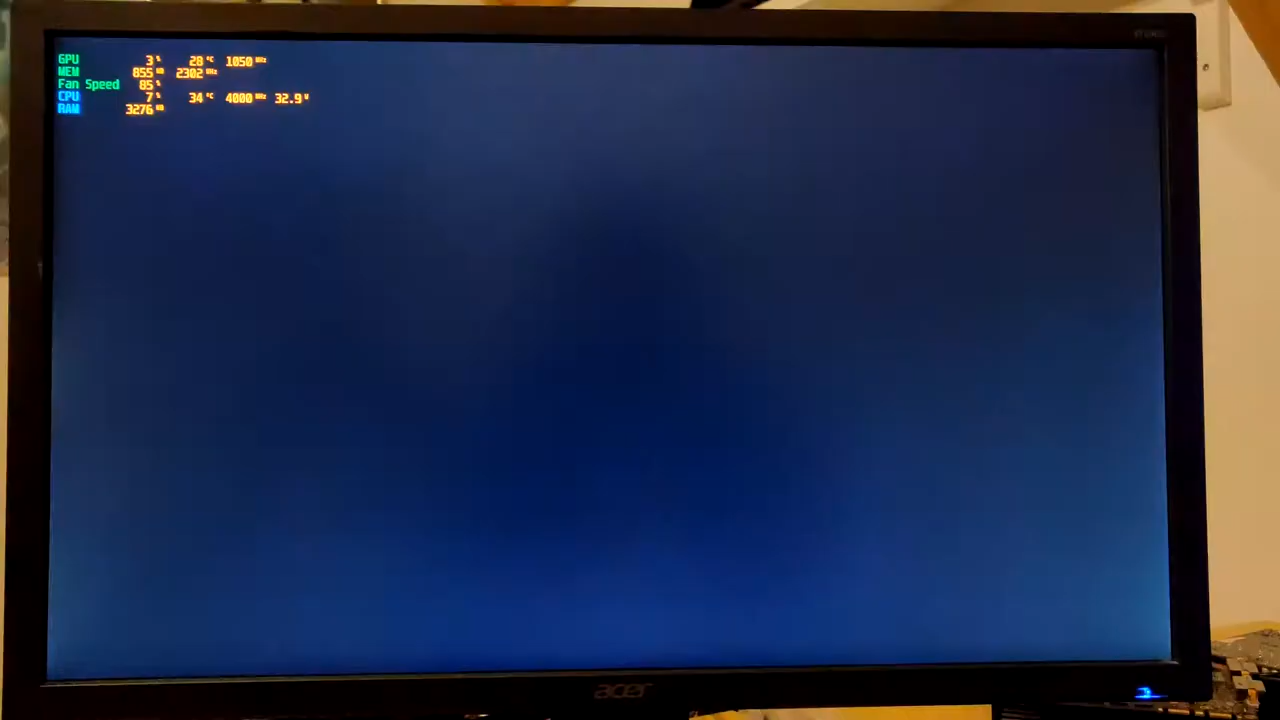 GPU 3 % 28 °C 1050 MHz
MEM 855 MB 2302 MHz
Fan Speed 85 %
CPU 7 % 34 °C 4000 MHz 32.9 W
RAM 3276 MB
acer